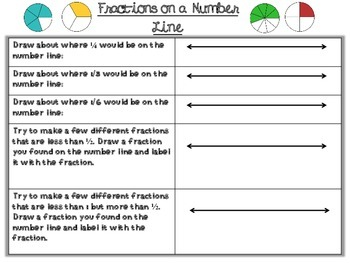 Fractions on a Number
Line
Draw about where ¼ would be on the
number line:
Draw about where 1/3 would be on the
number line:
Draw about where 1/6 would be on the
number line:
Try to make a few different fractions
that are less than ½. Draw a fraction
you found on the number line and label
it with the fraction.
Try to make a few different fractions
that are less than 1 but more than ½.
Draw a fraction you found on the
number line and label it with the
fraction.